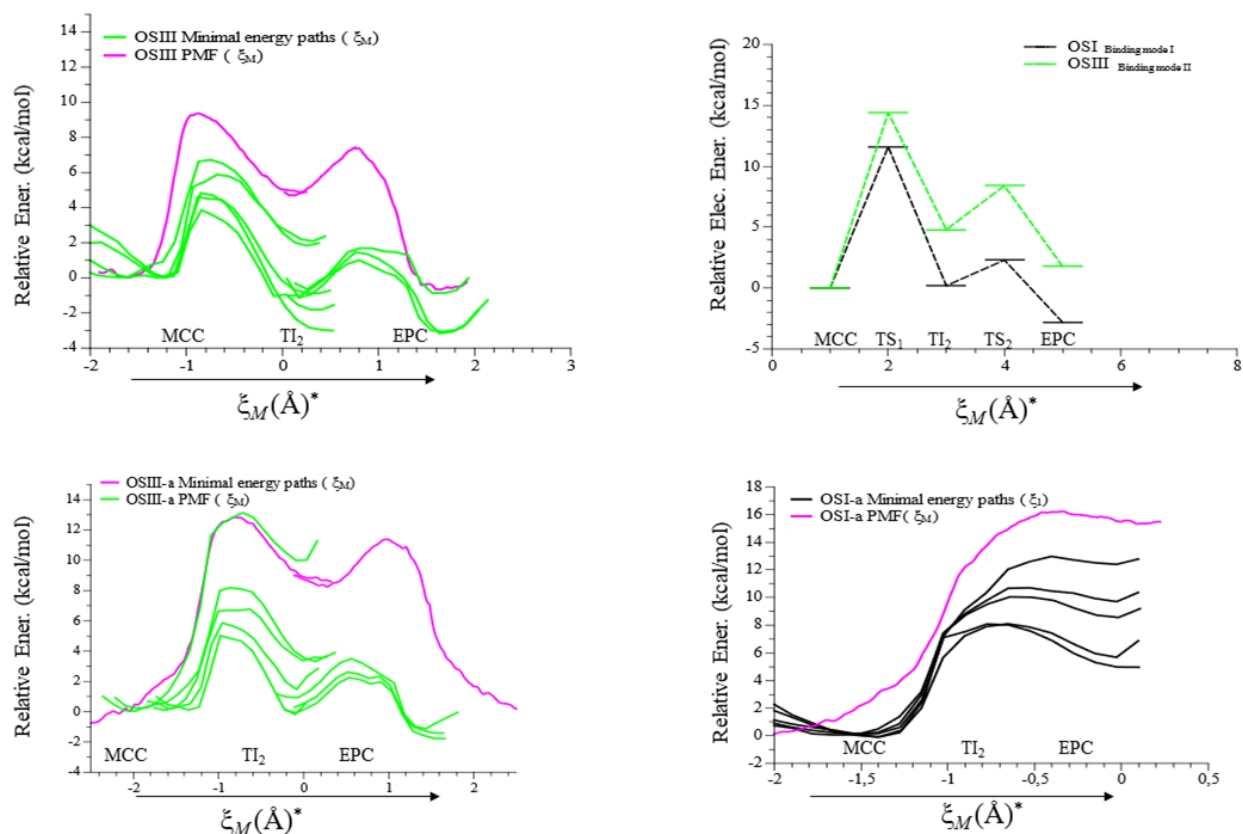 OSIII Minimal energy paths ( ξM)
OSIII PMF ( ξM)
Relative Ener. (kcal/mol)
14
12
10
8
6
4
2
0
-2
-4
MCC TI2 EPC
-2 -1 0 1 2 3
ξM(Å)*
OSI Binding mode I
OSIII Binding mode II
Relative Elec. Ener. (kcal/mol)
20
15
10
5
0
-5
MCC TS1 TI2 TS2 EPC
0 2 4 6 8
ξM(Å)*
OSIII-a Minimal energy paths ( ξM)
OSIII-a PMF ( ξM)
Relative Ener. (kcal/mol)
14
12
10
8
6
4
2
0
-2
-4
MCC TI2 EPC
-2 -1 0 1 2
ξM(Å)*
OSI-a Minimal energy paths ( ξ1)
OSI-a PMF( ξM)
Relative Ener. (kcal/mol)
18
16
14
12
10
8
6
4
2
0
-2
MCC TI2 EPC
-2 -1,5 -1 -0,5 0 0,5
ξM(Å)*